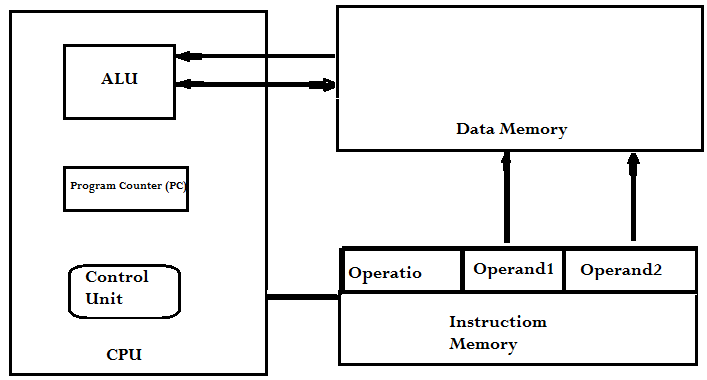 ALU
Data Memory
Program Counter (PC)
Operatio
Operand1
Operand2
Control
Unit
Instructiom
Memory
CPU